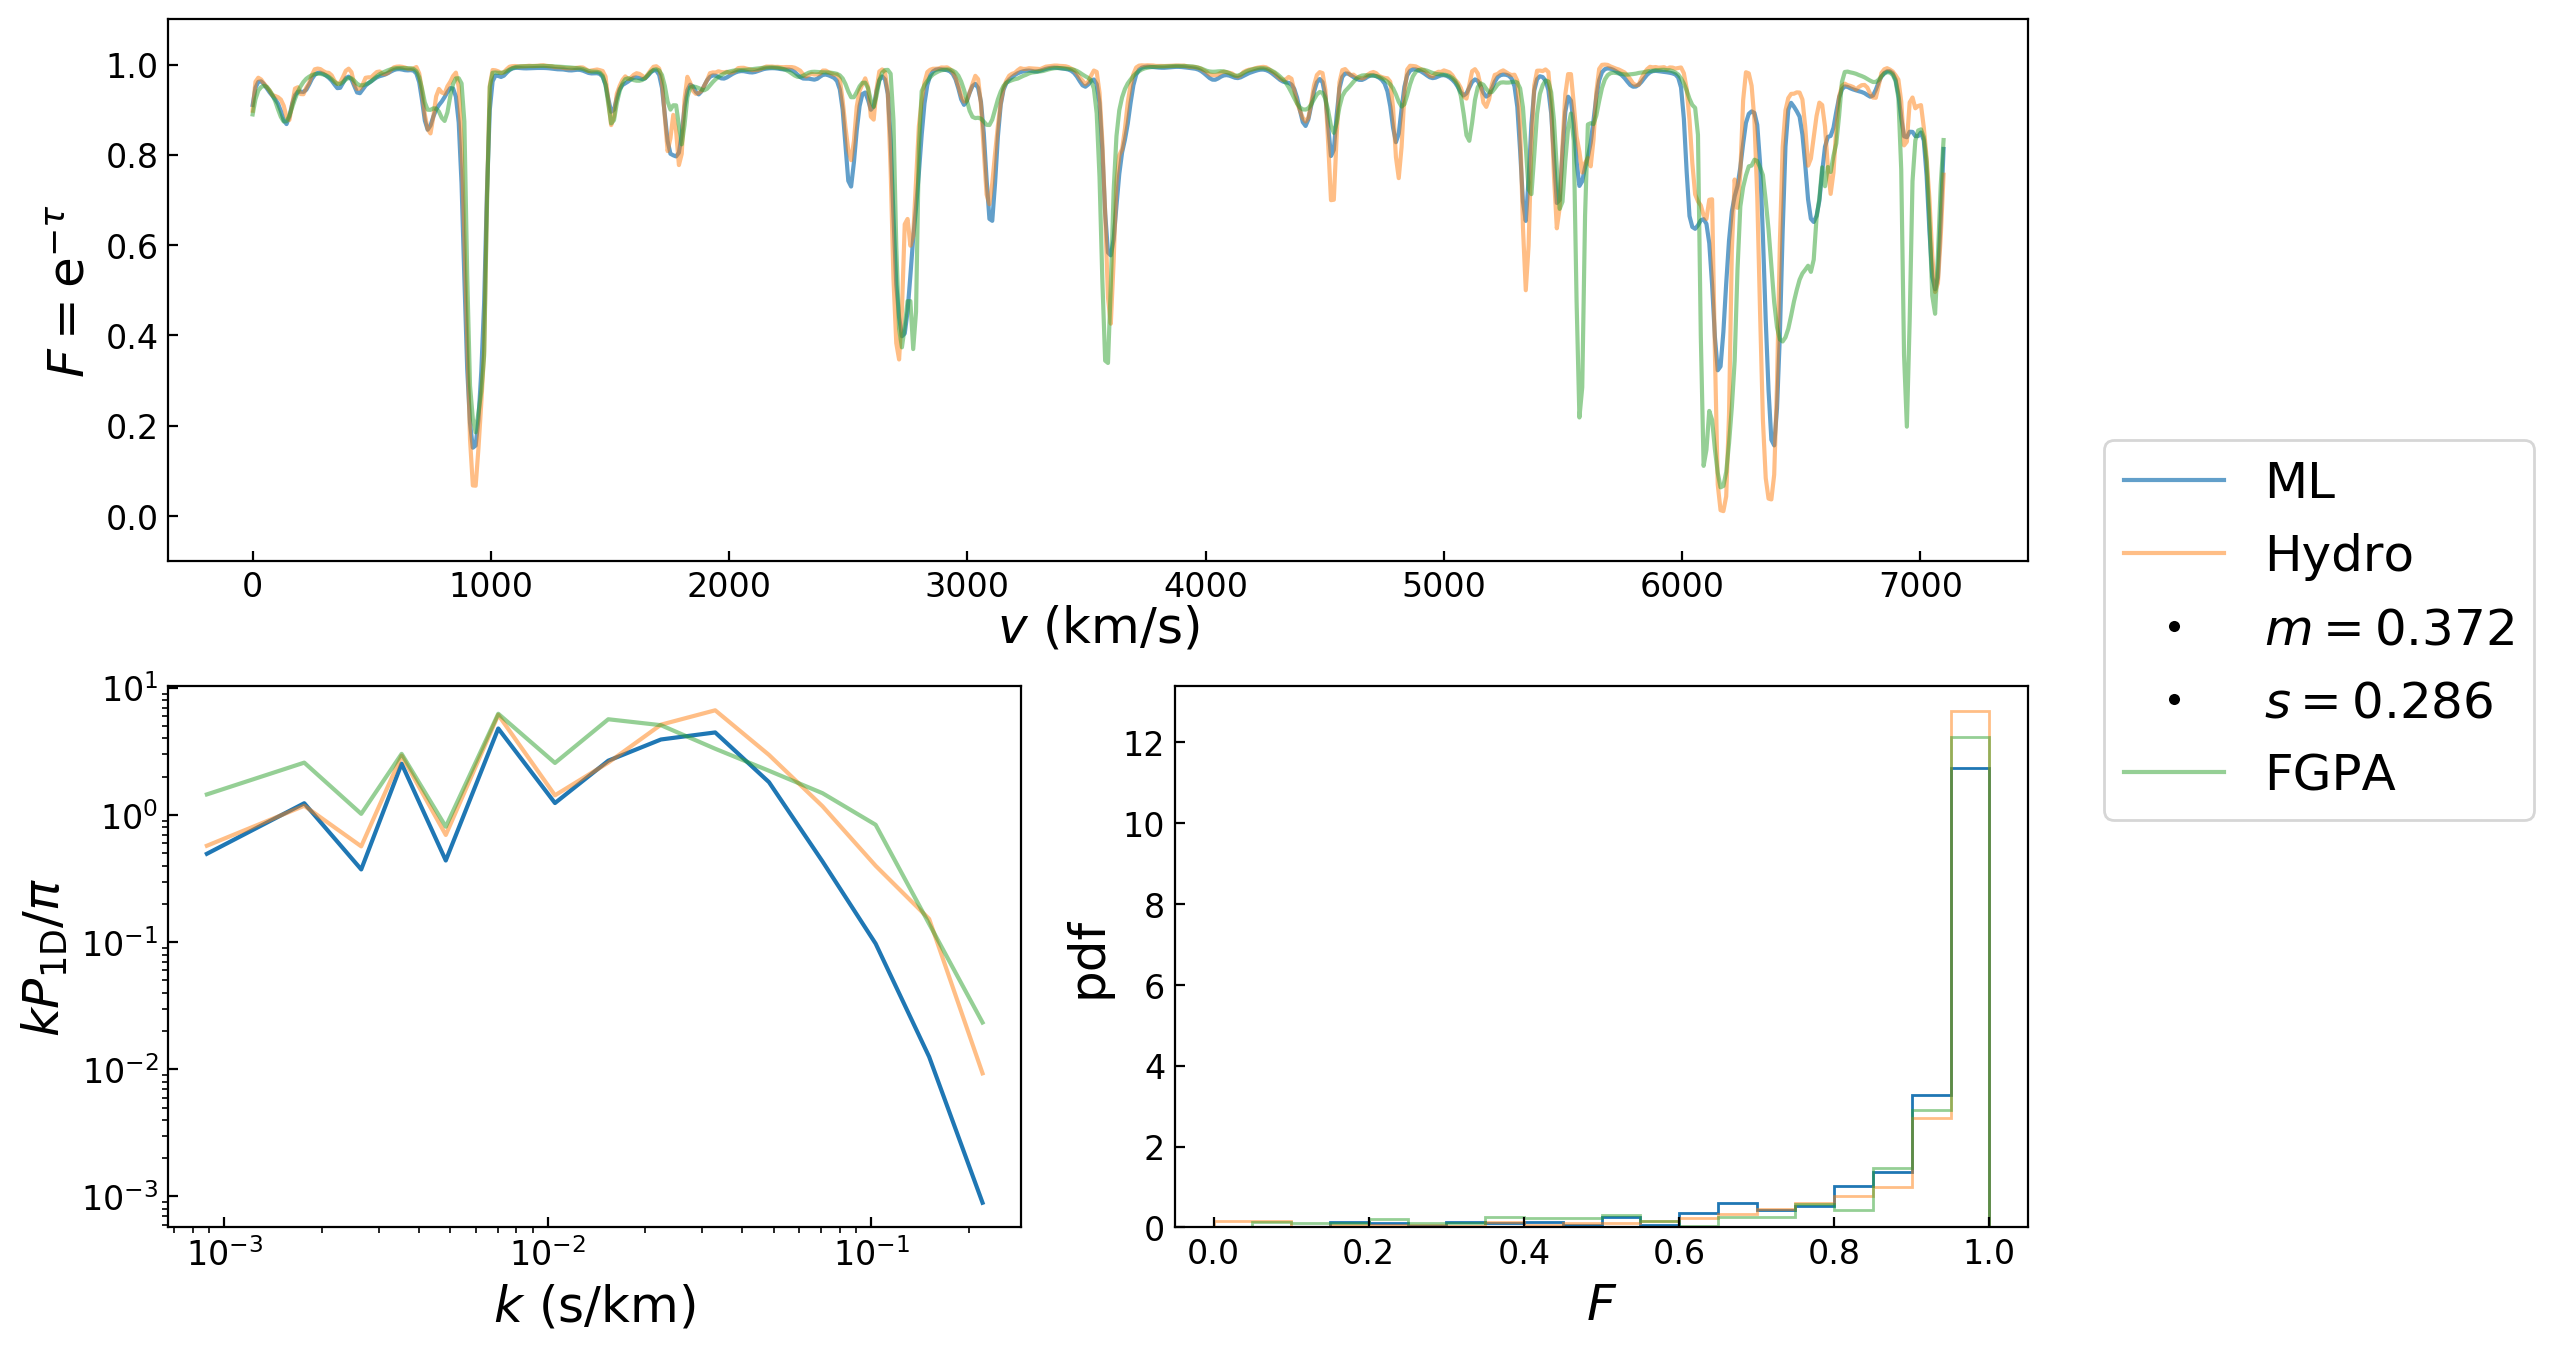 1.0
0.8
0.6
0.4
0.2
0.0
F = e^{−τ}
0 1000 2000 3000 4000 5000 6000 7000
v (km/s)
ML
Hydro
m = 0.372
s = 0.286
FGPA
10^1
10^0
10^{−1}
10^{−2}
10^{−3}
kP_{1D}/π
10^{−3} 10^{−2} 10^{−1}
k (s/km)
12
10
8
6
4
2
0
pdf
0.0 0.2 0.4 0.6 0.8 1.0
F